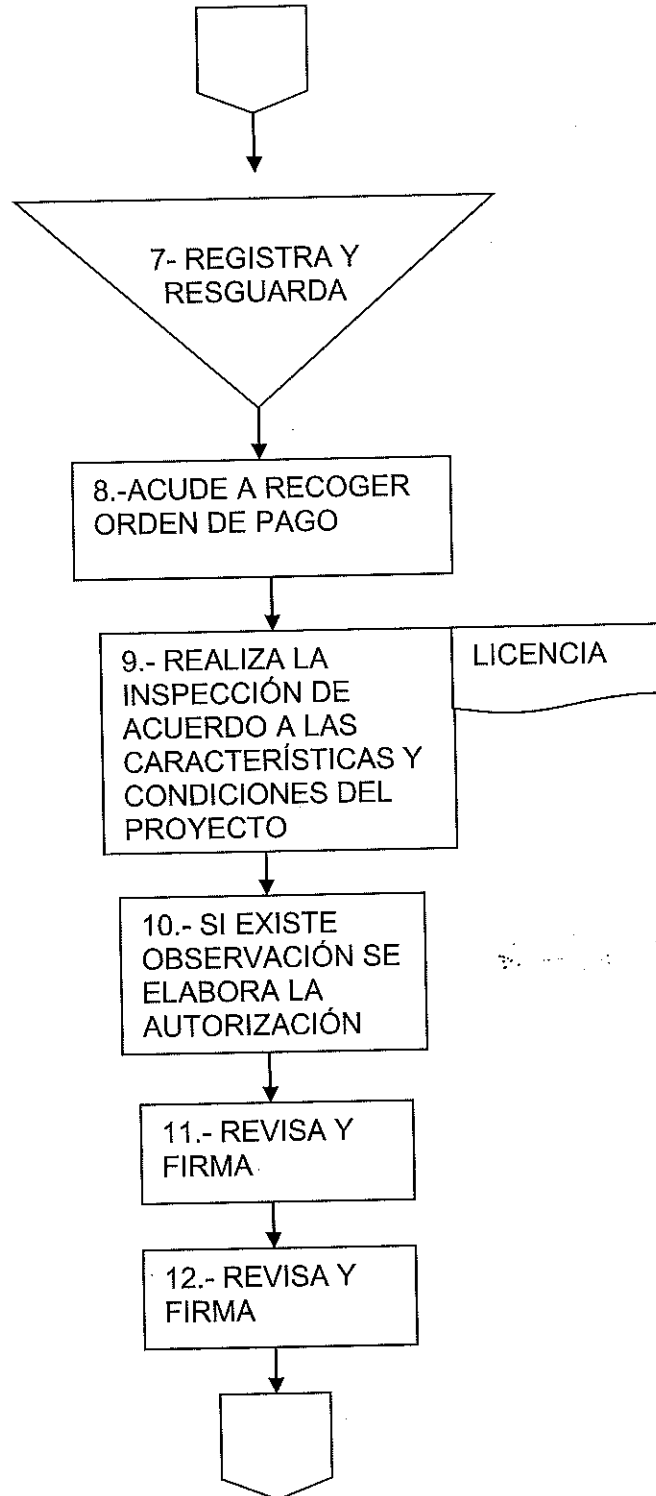 7- REGISTRA Y
RESGUARDA
8.-ACUDE A RECOGER
ORDEN DE PAGO
9.- REALIZA LA
INSPECCIÓN DE
ACUERDO A LAS
CARACTERÍSTICAS Y
CONDICIONES DEL
PROYECTO
LICENCIA
10.- SI EXISTE
OBSERVACIÓN SE
ELABORA LA
AUTORIZACIÓN
11.- REVISA Y
FIRMA
12.- REVISA Y
FIRMA